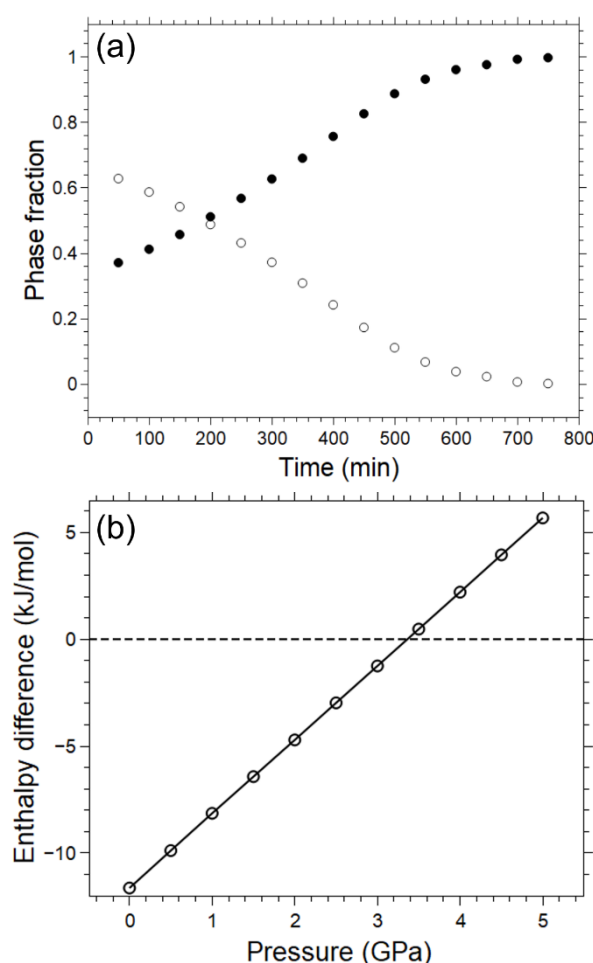 (a)
Phase fraction
1
0.8
0.6
0.4
0.2
0
0 100 200 300 400 500 600 700 800
Time (min)
(b)
Enthalpy difference (kJ/mol)
5
0
−5
−10
0 1 2 3 4 5
Pressure (GPa)